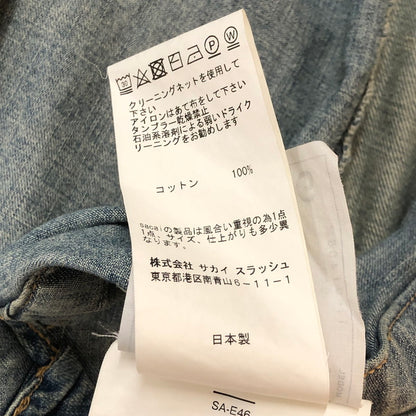 クリーニングネットを使用して
下さい
アイロンはあて布をして下さい
タンブラー乾燥禁止
石油系溶剤による弱いドライク
リーニングをお勧めします
コットン 100%
sacaiの製品は風合い重視の為1点
1点、サイズ、仕上がりも多少異
なります。
株式会社 サカイ スラッシュ
東京都港区南青山6-11-1
日本製
SA-E46